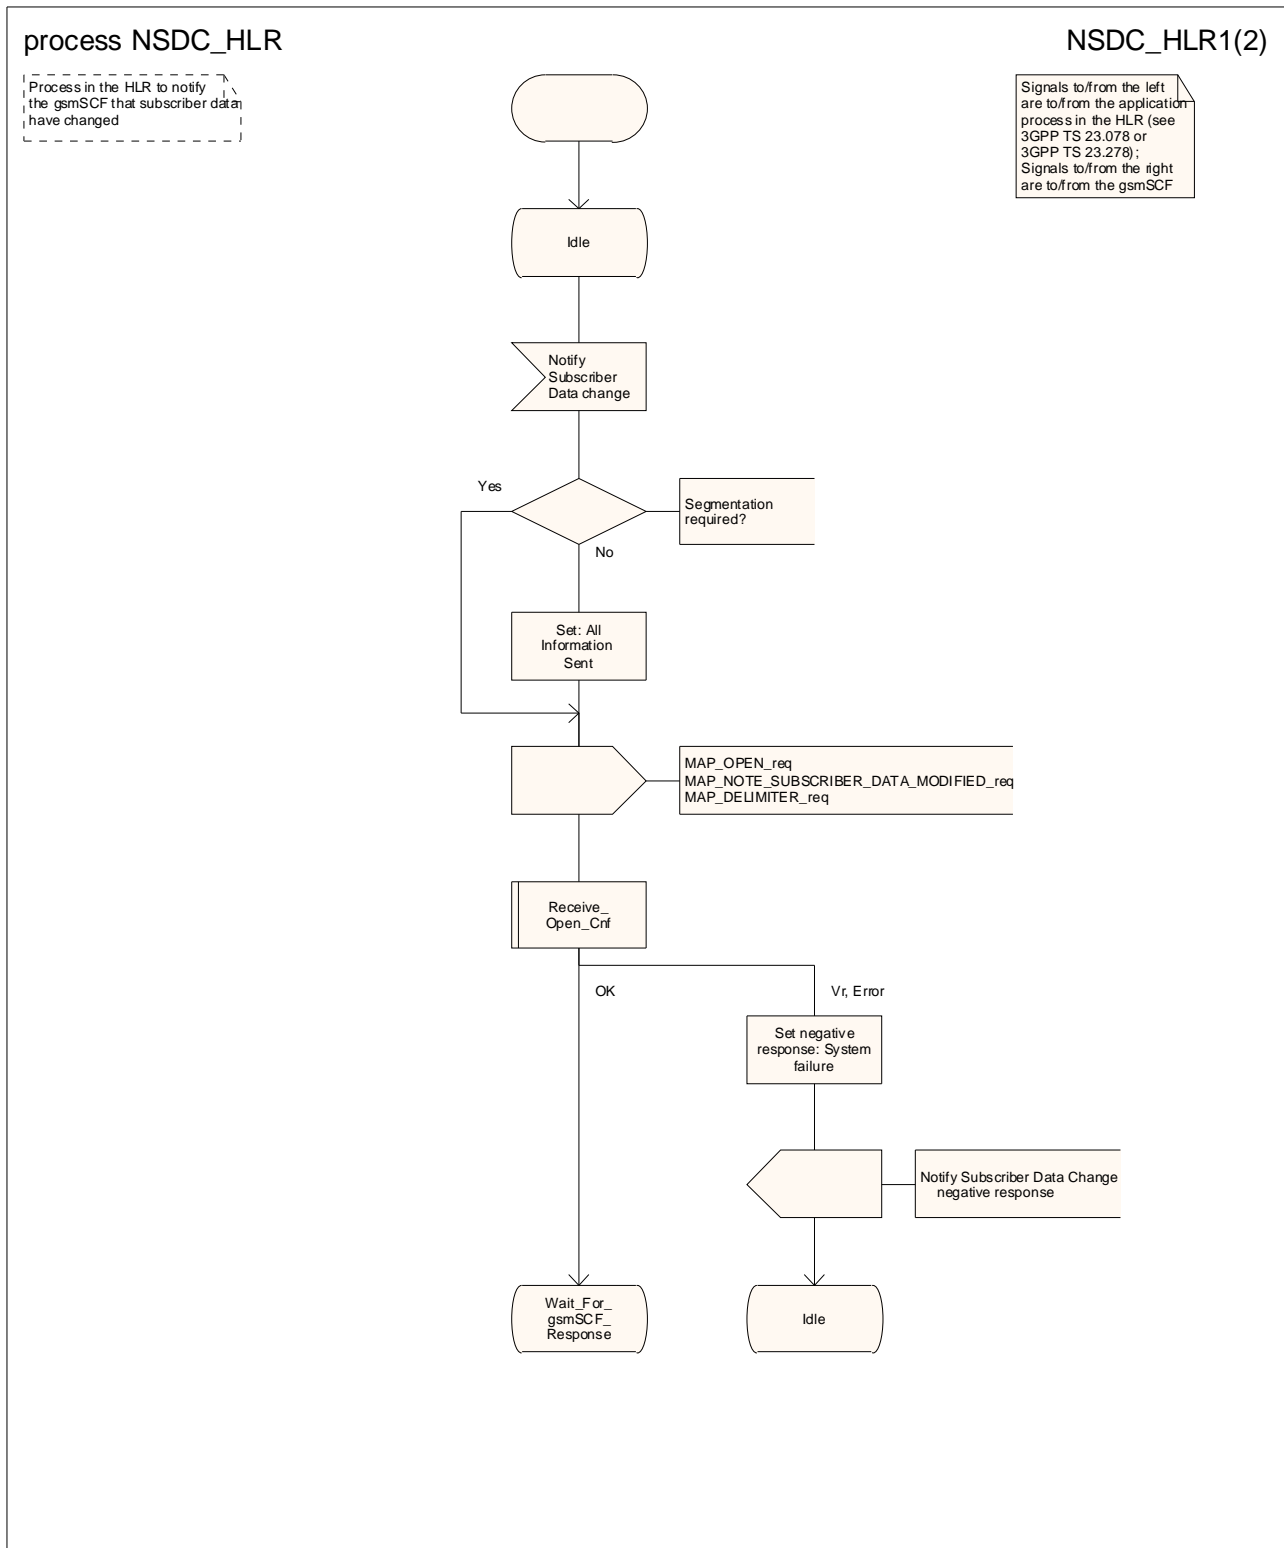 process NSDC_HLR
NSDC_HLR1(2)
Process in the HLR to notify
the gsmSCF that subscriber data
have changed
Signals to/from the left
are to/from the application
process in the HLR (see
3GPP TS 23.078 or
3GPP TS 23.278);
Signals to/from the right
are to/from the gsmSCF
Idle
Notify
Subscriber
Data change
Yes
Segmentation
required?
No
Set: All
Information
Sent
MAP_OPEN_req
MAP_NOTE_SUBSCRIBER_DATA_MODIFIED_req
MAP_DELIMITER_req
Receive_
Open_Cnf
OK
Vr, Error
Set negative
response: System
failure
Notify Subscriber Data Change
negative response
Wait_For_
gsmSCF_
Response
Idle